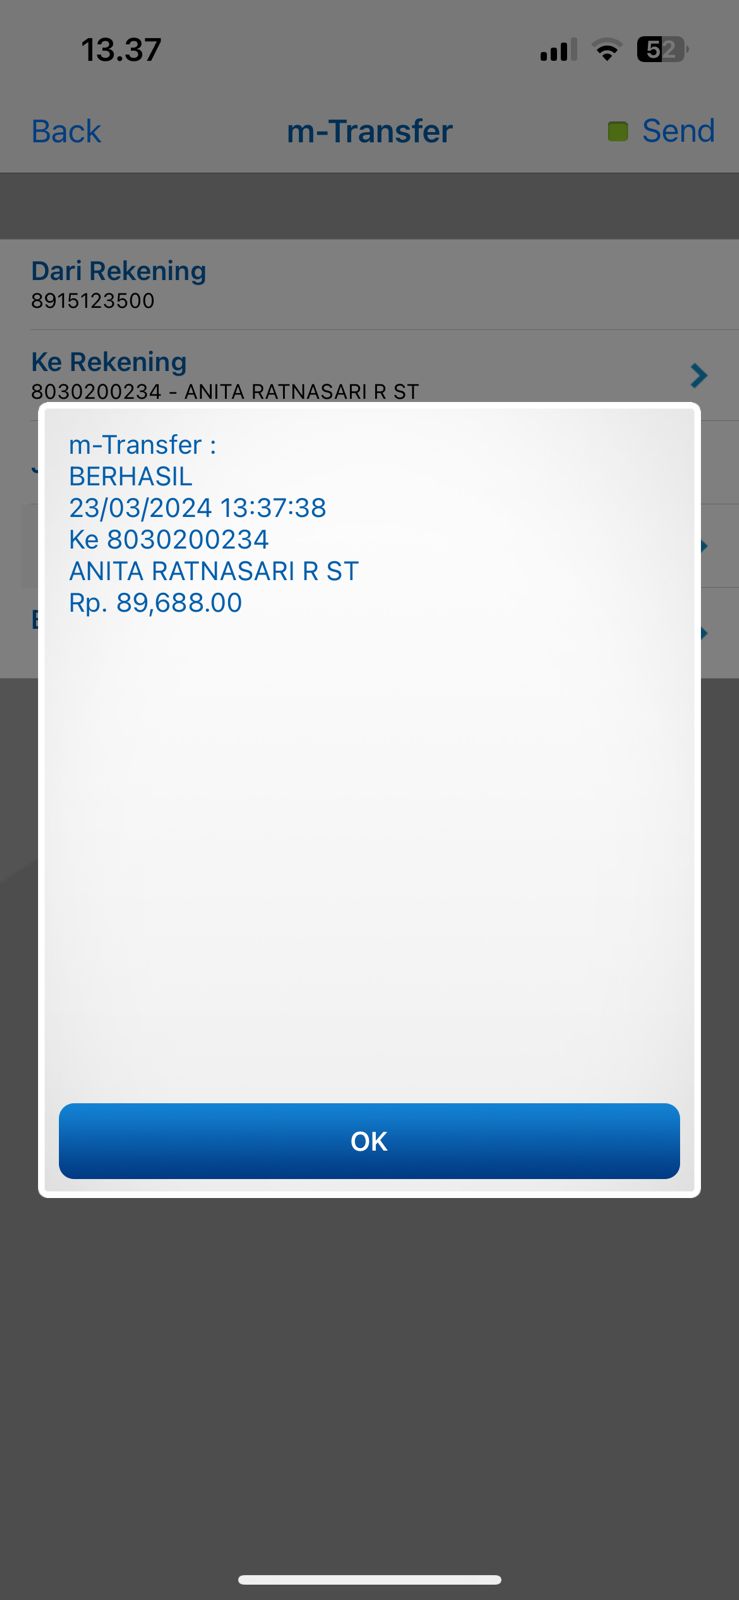 13.37
52
Back
m-Transfer
Send
Dari Rekening
8915123500
Ke Rekening
8030200234 - ANITA RATNASARI R ST
m-Transfer :
BERHASIL
23/03/2024 13:37:38
Ke 8030200234
ANITA RATNASARI R ST
Rp. 89,688.00
OK